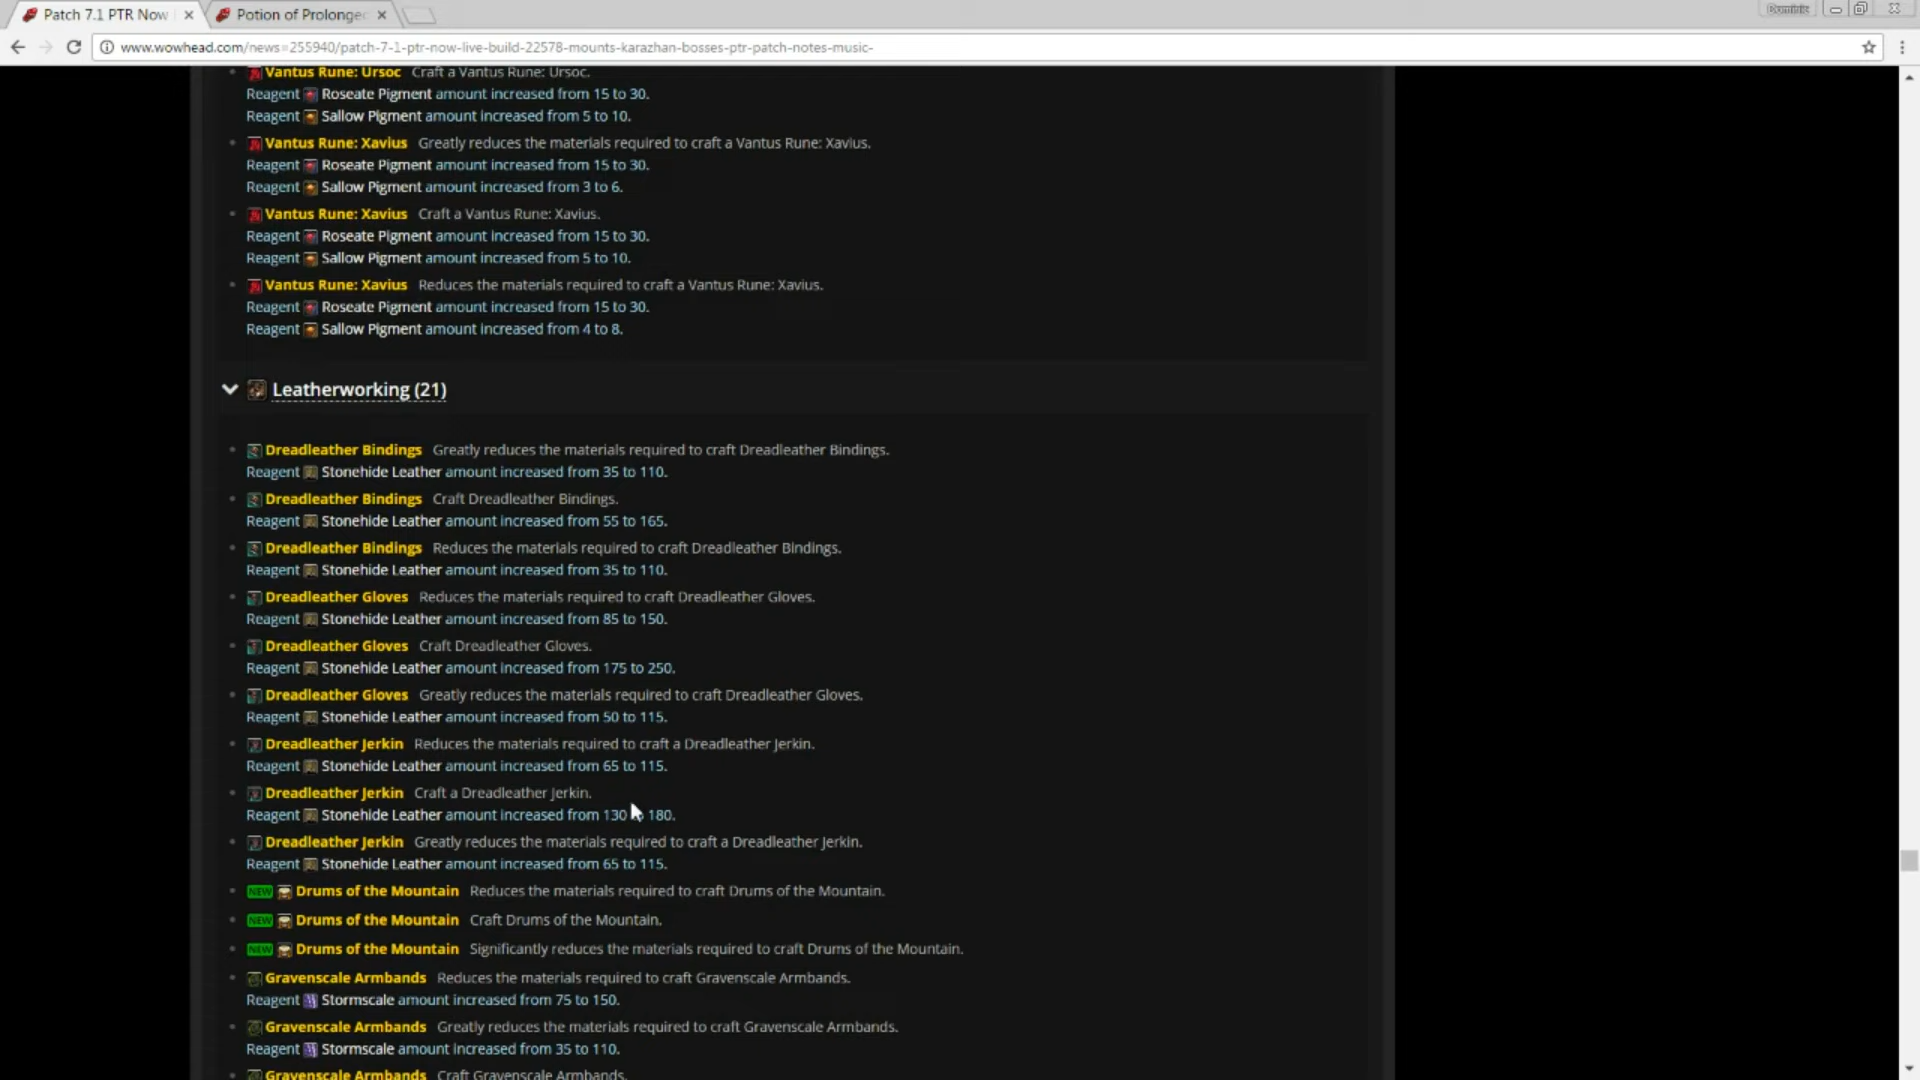 Patch 7.1 PTR Now
Potion of Prolonge
Dominic
www.wowhead.com/news=255940/patch-7-1-ptr-now-live-build-22578-mounts-karazhan-bosses-ptr-patch-notes-music-
Vantus Rune: Ursoc Craft a Vantus Rune: Ursoc.
Reagent Roseate Pigment amount increased from 15 to 30.
Reagent Sallow Pigment amount increased from 5 to 10.
Vantus Rune: Xavius Greatly reduces the materials required to craft a Vantus Rune: Xavius.
Reagent Roseate Pigment amount increased from 15 to 30.
Reagent Sallow Pigment amount increased from 3 to 6.
Vantus Rune: Xavius Craft a Vantus Rune: Xavius.
Reagent Roseate Pigment amount increased from 15 to 30.
Reagent Sallow Pigment amount increased from 5 to 10.
Vantus Rune: Xavius Reduces the materials required to craft a Vantus Rune: Xavius.
Reagent Roseate Pigment amount increased from 15 to 30.
Reagent Sallow Pigment amount increased from 4 to 8.
Leatherworking (21)
Dreadleather Bindings Greatly reduces the materials required to craft Dreadleather Bindings.
Reagent Stonehide Leather amount increased from 35 to 110.
Dreadleather Bindings Craft Dreadleather Bindings.
Reagent Stonehide Leather amount increased from 55 to 165.
Dreadleather Bindings Reduces the materials required to craft Dreadleather Bindings.
Reagent Stonehide Leather amount increased from 35 to 110.
Dreadleather Gloves Reduces the materials required to craft Dreadleather Gloves.
Reagent Stonehide Leather amount increased from 85 to 150.
Dreadleather Gloves Craft Dreadleather Gloves.
Reagent Stonehide Leather amount increased from 175 to 250.
Dreadleather Gloves Greatly reduces the materials required to craft Dreadleather Gloves.
Reagent Stonehide Leather amount increased from 50 to 115.
Dreadleather Jerkin Reduces the materials required to craft a Dreadleather Jerkin.
Reagent Stonehide Leather amount increased from 65 to 115.
Dreadleather Jerkin Craft a Dreadleather Jerkin.
Reagent Stonehide Leather amount increased from 130 180.
Dreadleather Jerkin Greatly reduces the materials required to craft a Dreadleather Jerkin.
Reagent Stonehide Leather amount increased from 65 to 115.
NEW Drums of the Mountain Reduces the materials required to craft Drums of the Mountain.
NEW Drums of the Mountain Craft Drums of the Mountain.
NEW Drums of the Mountain Significantly reduces the materials required to craft Drums of the Mountain.
Gravenscale Armbands Reduces the materials required to craft Gravenscale Armbands.
Reagent Stormscale amount increased from 75 to 150.
Gravenscale Armbands Greatly reduces the materials required to craft Gravenscale Armbands.
Reagent Stormscale amount increased from 35 to 110.
Gravenscale Armbands Craft Gravenscale Armbands.